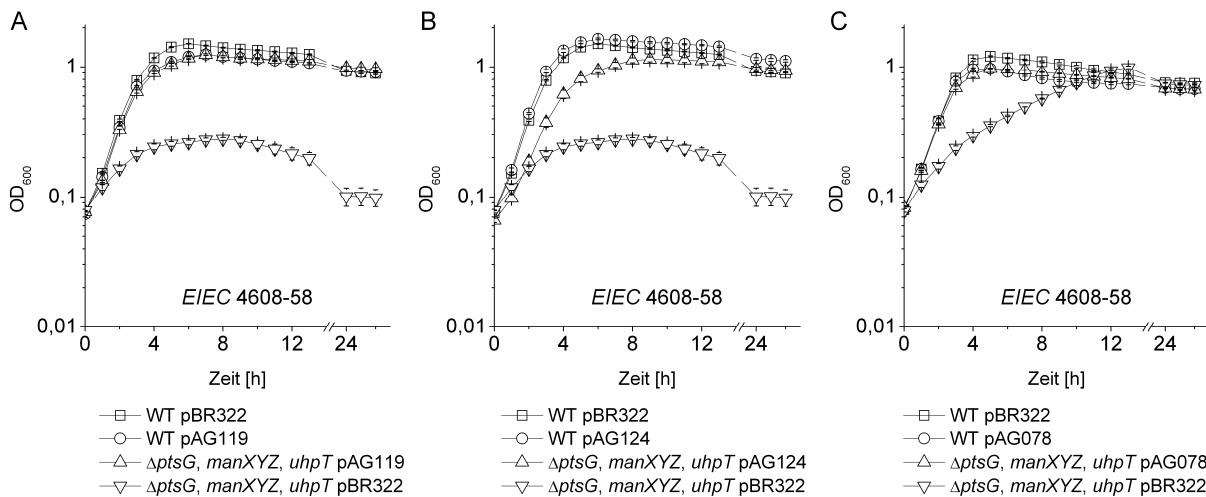 A
B
C
OD600
1
0,1
0,01
0 4 8 12 24
Zeit [h]
EIEC 4608-58
OD600
1
0,1
0,01
0 4 8 12 24
Zeit [h]
EIEC 4608-58
OD600
1
0,1
0,01
0 4 8 12 24
Zeit [h]
EIEC 4608-58
WT pBR322
WT pAG119
ΔptsG, manXYZ, uhpT pAG119
ΔptsG, manXYZ, uhpT pBR322
WT pBR322
WT pAG124
ΔptsG, manXYZ, uhpT pAG124
ΔptsG, manXYZ, uhpT pBR322
WT pBR322
WT pAG078
ΔptsG, manXYZ, uhpT pAG078
ΔptsG, manXYZ, uhpT pBR322